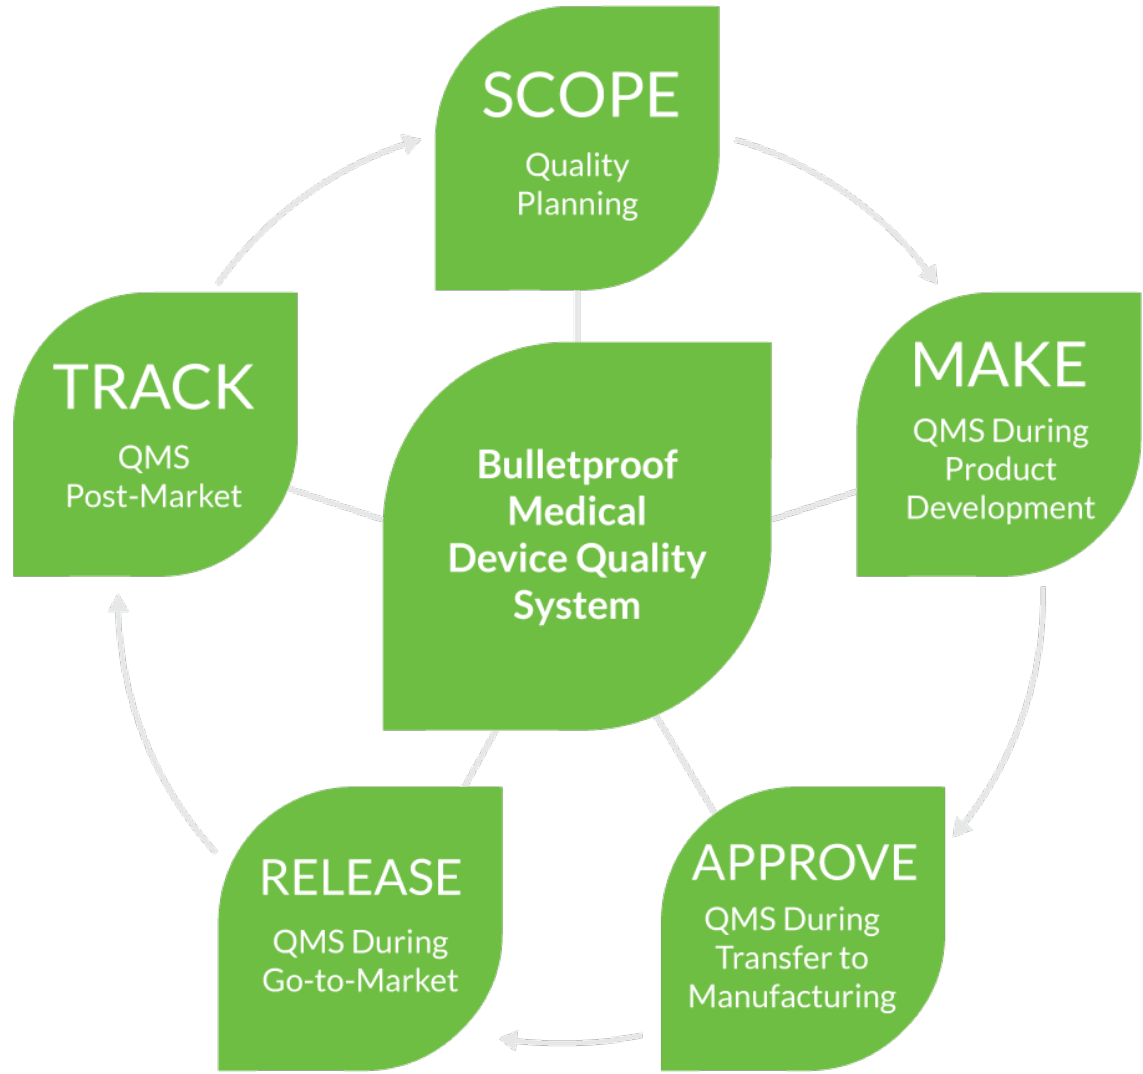 SCOPE
Quality
Planning
MAKE
QMS During
Product
Development
APPROVE
QMS During
Transfer to
Manufacturing
RELEASE
QMS During
Go-to-Market
TRACK
QMS
Post-Market
Bulletproof
Medical
Device Quality
System